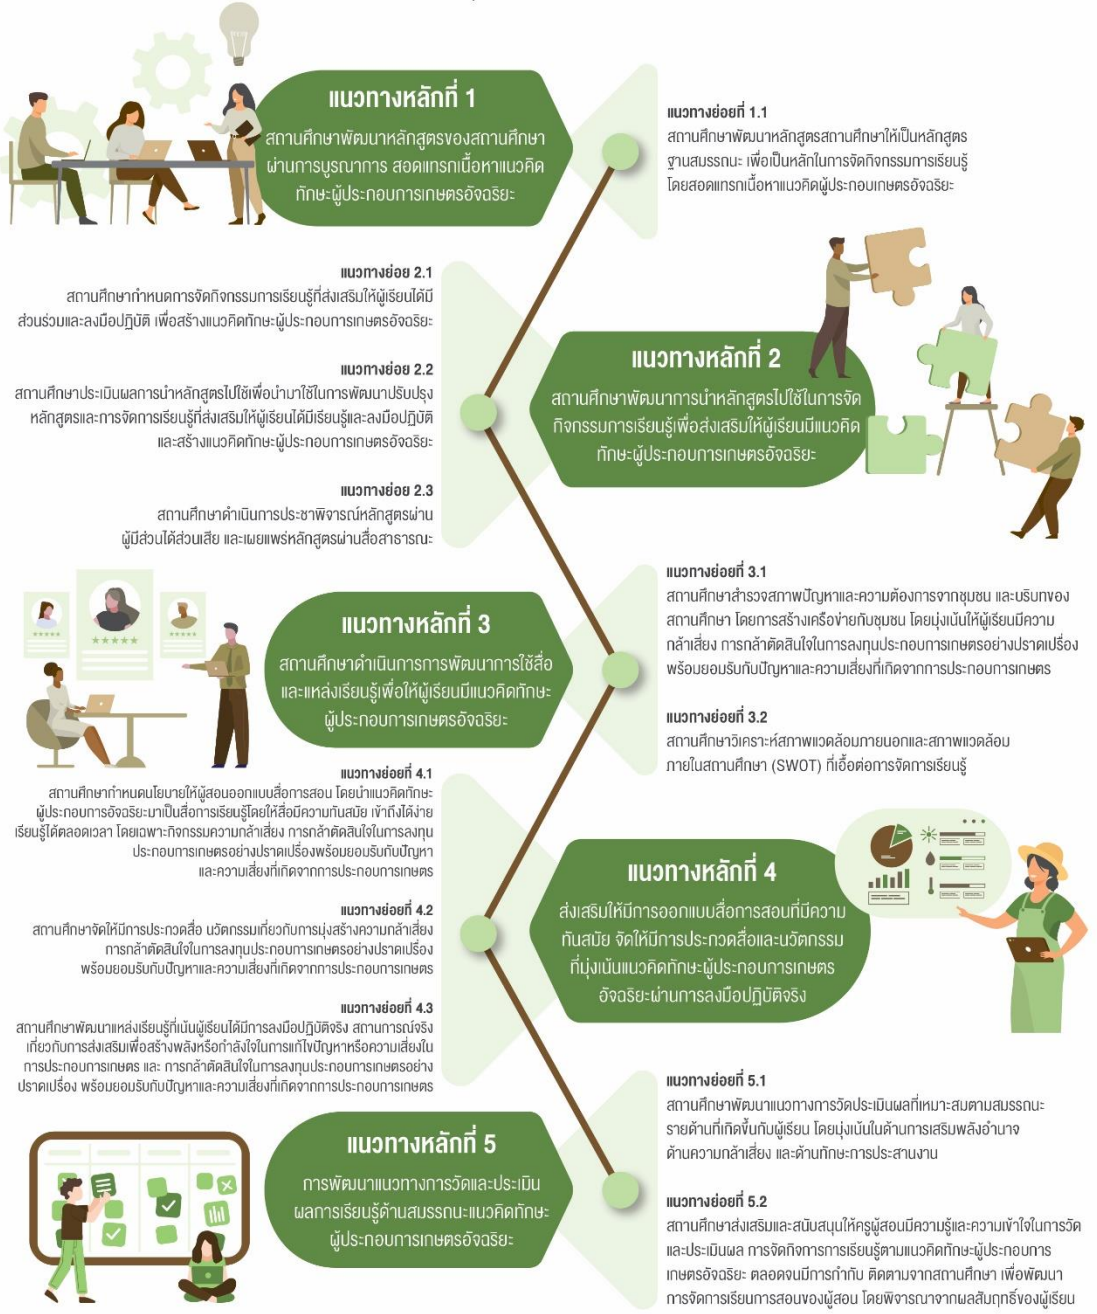 แนวทางหลักที่ 1
สถานศึกษาพัฒนาหลักสูตรของสถานศึกษา
ผ่านการบูรณาการ สอดแทรกเนื้อหาแนวคิด
ทักษะผู้ประกอบการเกษตรอัจฉริยะ
แนวทางย่อยที่ 1.1
สถานศึกษาพัฒนาหลักสูตรสถานศึกษาให้เป็นหลักสูตร
ฐานสมรรถนะ เพื่อเป็นหลักในการจัดกิจกรรมการเรียนรู้
โดยสอดแทรกเนื้อหาแนวคิดผู้ประกอบเกษตรอัจฉริยะ
แนวทางย่อย 2.1
สถานศึกษากำหนดการจัดกิจกรรมการเรียนรู้ที่ส่งเสริมให้ผู้เรียนได้มี
ส่วนร่วมและลงมือปฏิบัติ เพื่อสร้างแนวคิดทักษะผู้ประกอบการเกษตรอัจฉริยะ
แนวทางย่อย 2.2
สถานศึกษาประเมินผลการนำหลักสูตรไปใช้เพื่อนำมาใช้ในการพัฒนาปรับปรุง
หลักสูตรและการจัดการเรียนรู้ที่ส่งเสริมให้ผู้เรียนได้มีเรียนรู้และลงมือปฏิบัติ
และสร้างแนวคิดทักษะผู้ประกอบการเกษตรอัจฉริยะ
แนวทางย่อย 2.3
สถานศึกษาดำเนินการประชาพิจารณ์หลักสูตรผ่าน
ผู้มีส่วนได้ส่วนเสีย และเผยแพร่หลักสูตรผ่านสื่อสาธารณะ
แนวทางหลักที่ 2
สถานศึกษาพัฒนาการนำหลักสูตรไปใช้ในการจัด
กิจกรรมการเรียนรู้เพื่อส่งเสริมให้ผู้เรียนมีแนวคิด
ทักษะผู้ประกอบการเกษตรอัจฉริยะ
แนวทางหลักที่ 3
สถานศึกษาดำเนินการการพัฒนาการใช้สื่อ
และแหล่งเรียนรู้เพื่อให้ผู้เรียนมีแนวคิดทักษะ
ผู้ประกอบการเกษตรอัจฉริยะ
แนวทางย่อยที่ 3.1
สถานศึกษาสำรวจสภาพปัญหาและความต้องการจากชุมชน และบริบทของ
สถานศึกษา โดยการสร้างเครือข่ายกับชุมชน โดยมุ่งเน้นให้ผู้เรียนมีความ
กล้าเสี่ยง การกล้าตัดสินใจในการลงทุนประกอบการเกษตรอย่างปราดเปรื่อง
พร้อมยอมรับกับปัญหาและความเสี่ยงที่เกิดจากการประกอบการเกษตร
แนวทางย่อยที่ 3.2
สถานศึกษาวิเคราะห์สภาพแวดล้อมภายนอกและสภาพแวดล้อม
ภายในสถานศึกษา (SWOT) ที่เอื้อต่อการจัดการเรียนรู้
แนวทางย่อยที่ 4.1
สถานศึกษากำหนดนโยบายให้ผู้สอนออกแบบสื่อการสอน โดยนำแนวคิดทักษะ
ผู้ประกอบการอัจฉริยะมาเป็นสื่อการเรียนรู้โดยให้สื่อมีความทันสมัย เข้าถึงได้ง่าย
เรียนรู้ได้ตลอดเวลา โดยเฉพาะกิจกรรมความกล้าเสี่ยง การกล้าตัดสินใจในการลงทุน
ประกอบการเกษตรอย่างปราดเปรื่องพร้อมยอมรับกับปัญหา
และความเสี่ยงที่เกิดจากการประกอบการเกษตร
แนวทางย่อยที่ 4.2
สถานศึกษาจัดให้มีการประกวดสื่อ นวัตกรรมเกี่ยวกับการมุ่งสร้างความกล้าเสี่ยง
การกล้าตัดสินใจในการลงทุนประกอบการเกษตรอย่างปราดเปรื่อง
พร้อมยอมรับกับปัญหาและความเสี่ยงที่เกิดจากการประกอบการเกษตร
แนวทางย่อยที่ 4.3
สถานศึกษาพัฒนาแหล่งเรียนรู้ที่เน้นผู้เรียนได้มีการลงมือปฏิบัติจริง สถานการณ์จริง
เกี่ยวกับการส่งเสริมเพื่อสร้างพลังหรือกำลังใจในการแก้ไขปัญหาหรือความเสี่ยงใน
การประกอบการเกษตร และ การกล้าตัดสินใจในการลงทุนประกอบการเกษตรอย่าง
ปราดเปรื่อง พร้อมยอมรับกับปัญหาและความเสี่ยงที่เกิดจากการประกอบการเกษตร
แนวทางหลักที่ 4
ส่งเสริมให้มีการออกแบบสื่อการสอนที่มีความ
ทันสมัย จัดให้มีการประกวดสื่อและนวัตกรรม
ที่มุ่งเน้นแนวคิดทักษะผู้ประกอบการเกษตร
อัจฉริยะผ่านการลงมือปฏิบัติจริง
แนวทางหลักที่ 5
การพัฒนาแนวทางการวัดและประเมิน
ผลการเรียนรู้ด้านสมรรถนะแนวคิดทักษะ
ผู้ประกอบการเกษตรอัจฉริยะ
แนวทางย่อยที่ 5.1
สถานศึกษาพัฒนาแนวทางการวัดประเมินผลที่เหมาะสมตามสมรรถนะ
รายด้านที่เกิดขึ้นกับผู้เรียน โดยมุ่งเน้นในด้านการเสริมพลังอำนาจ
ด้านความกล้าเสี่ยง และด้านทักษะการประสานงาน
แนวทางย่อยที่ 5.2
สถานศึกษาส่งเสริมและสนับสนุนให้ครูผู้สอนมีความรู้และความเข้าใจในการวัด
และประเมินผล การจัดกิจการการเรียนรู้ตามแนวคิดทักษะผู้ประกอบการ
เกษตรอัจฉริยะ ตลอดจนมีการกำกับ ติดตามจากสถานศึกษา เพื่อพัฒนา
การจัดการเรียนการสอนของผู้สอน โดยพิจารณาจากผลสัมฤทธิ์ของผู้เรียน